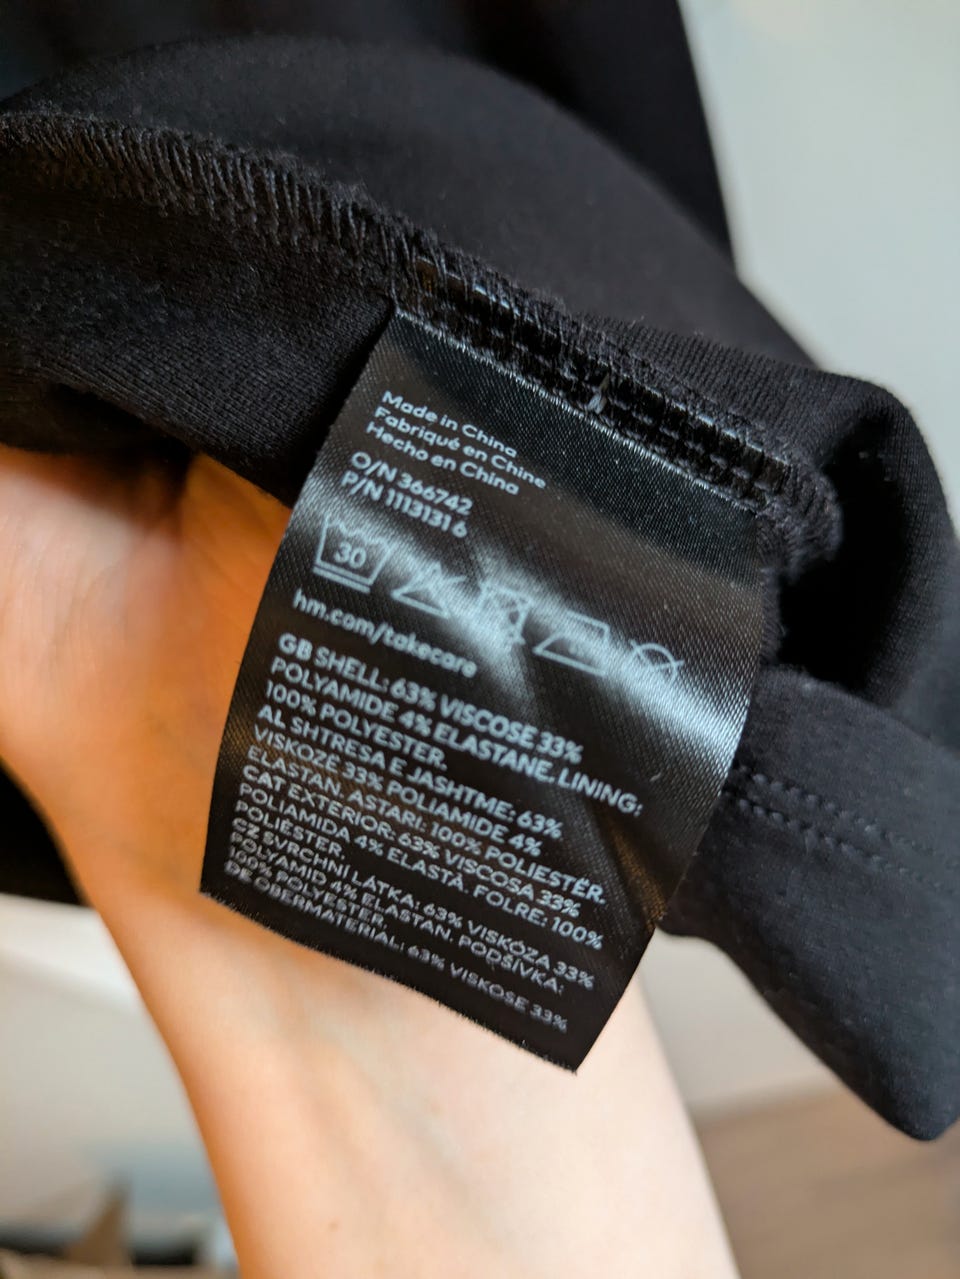 Made in China
Fabriqué en Chine
Hecho en China
O/N 366742
P/N 11131316
30
hm.com/takecare
GB SHELL: 63% VISCOSE 33%
POLYAMIDE 4% ELASTANE. LINING:
100% POLYESTER.
AL SHTRESA E JASHTME: 63%
VISKOZË 33% POLIAMIDE 4%
ELASTAN. ASTARI: 100% POLIESTËR.
CAT EXTERIOR: 63% VISCOSA 33%
POLIAMIDA 4% ELASTÀ. FOLRE: 100%
POLIÈSTER.
CZ SVRCHNÍ LÁTKA: 63% VISKÓZA 33%
POLYAMID 4% ELASTAN. PODŠÍVKA:
100% POLYESTER.
DE OBERMATERIAL: 63% VISKOSE 33%